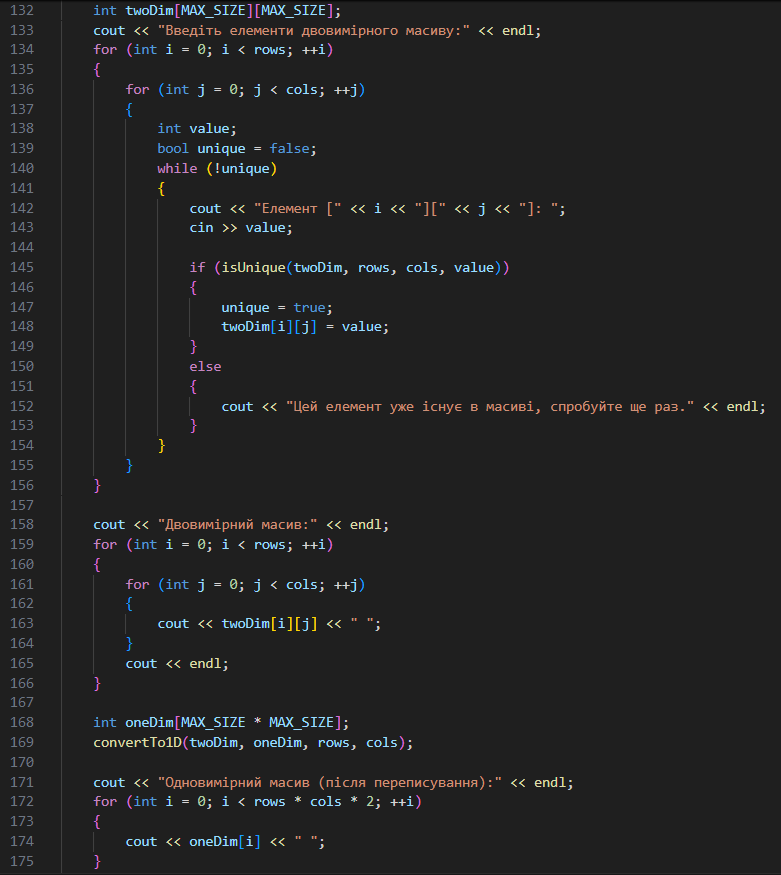 132 int twoDim[MAX_SIZE][MAX_SIZE];
133 cout << "Введіть елементи двовимірного масиву:" << endl;
134 for (int i = 0; i < rows; ++i)
135 {
136 for (int j = 0; j < cols; ++j)
137 {
138 int value;
139 bool unique = false;
140 while (!unique)
141 {
142 cout << "Елемент [" << i << "][" << j << "]: ";
143 cin >> value;
144
145 if (isUnique(twoDim, rows, cols, value))
146 {
147 unique = true;
148 twoDim[i][j] = value;
149 }
150 else
151 {
152 cout << "Цей елемент уже існує в масиві, спробуйте ще раз." << endl;
153 }
154 }
155 }
156 }
157
158 cout << "Двовимірний масив:" << endl;
159 for (int i = 0; i < rows; ++i)
160 {
161 for (int j = 0; j < cols; ++j)
162 {
163 cout << twoDim[i][j] << " ";
164 }
165 cout << endl;
166 }
167
168 int oneDim[MAX_SIZE * MAX_SIZE];
169 convertTo1D(twoDim, oneDim, rows, cols);
170
171 cout << "Одновимірний масив (після переписування):" << endl;
172 for (int i = 0; i < rows * cols * 2; ++i)
173 {
174 cout << oneDim[i] << " ";
175 }